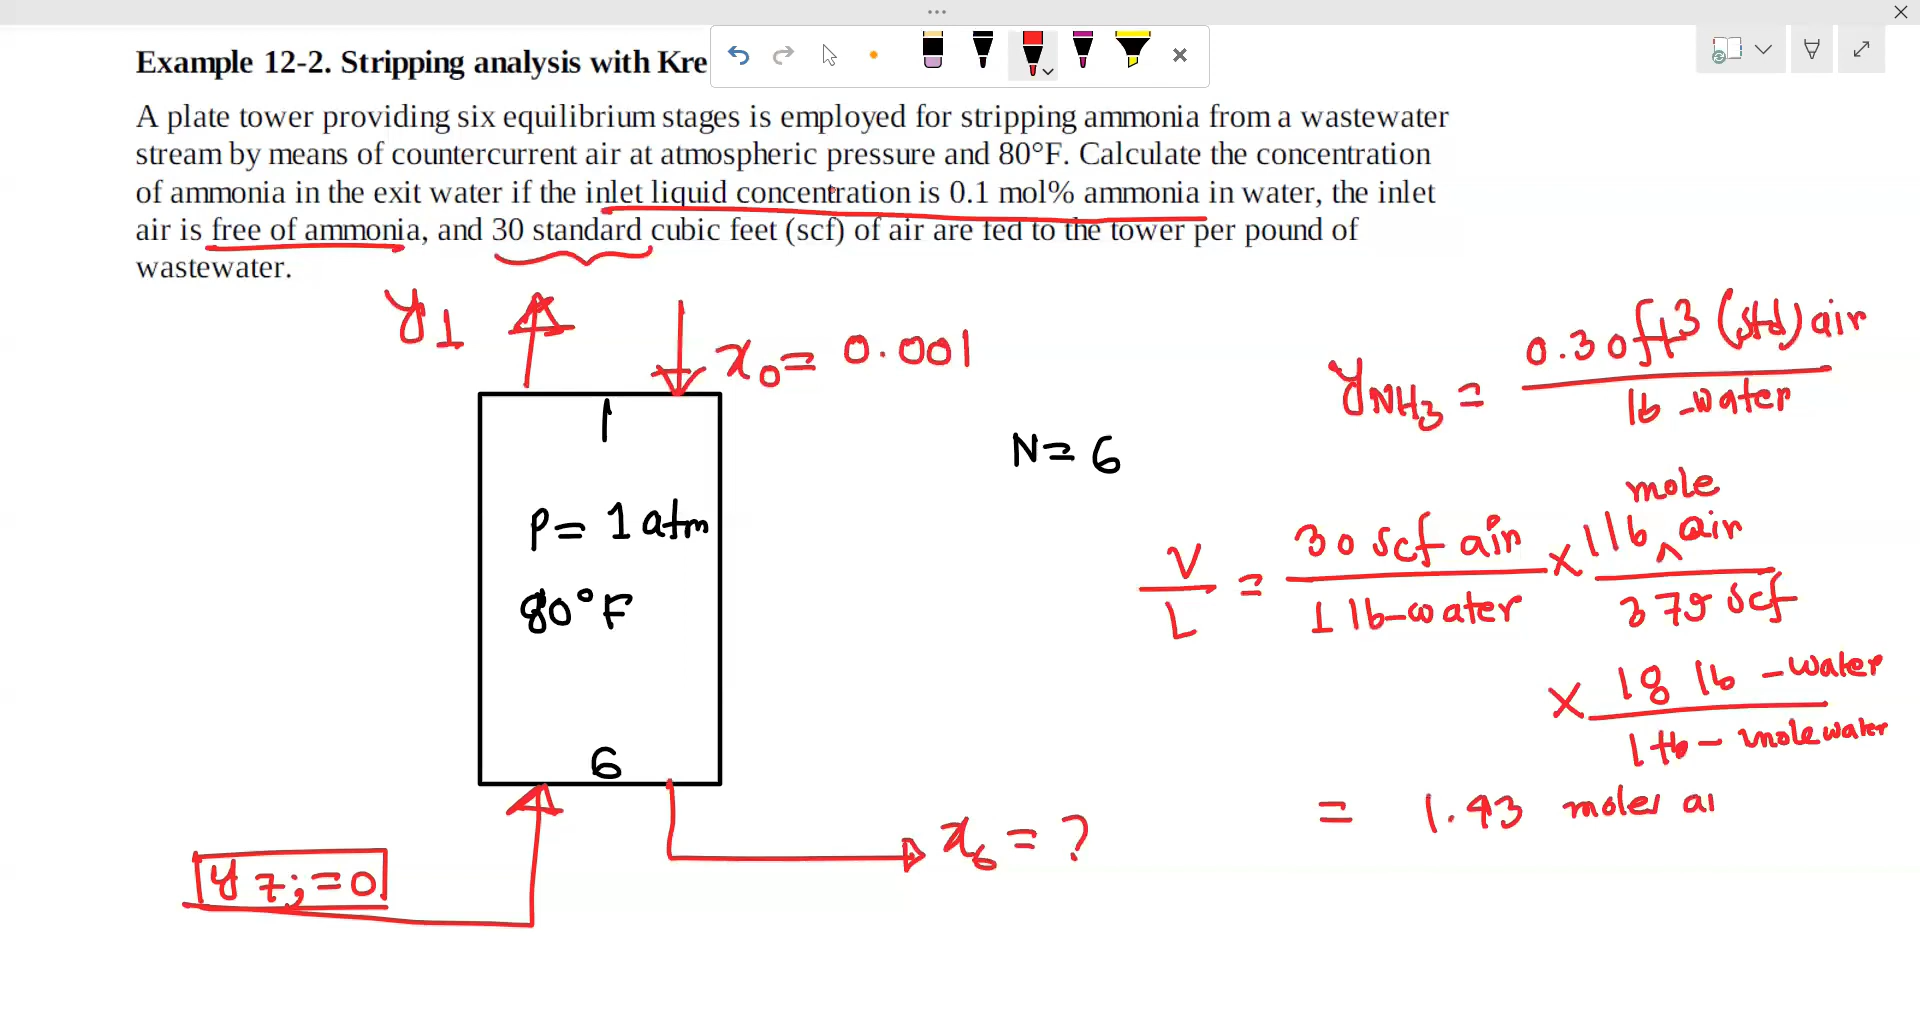 Example 12-2. Stripping analysis with Kre
A plate tower providing six equilibrium stages is employed for stripping ammonia from a wastewater
stream by means of countercurrent air at atmospheric pressure and 80°F. Calculate the concentration
of ammonia in the exit water if the inlet liquid concentration is 0.1 mol% ammonia in water, the inlet
air is free of ammonia, and 30 standard cubic feet (scf) of air are fed to the tower per pound of
wastewater.
y1
x0 = 0.001
yNH3 = 0.30 ft3 (std) air
lb-water
1
N = 6
P = 1 atm
80°F
V/L = 30 scf air / 1 lb-water × 1 lb mole air / 379 scf
× 18 lb-water / 1 lb-mole water
6
= 1.43 moles ai
x6 = ?
y7; = 0